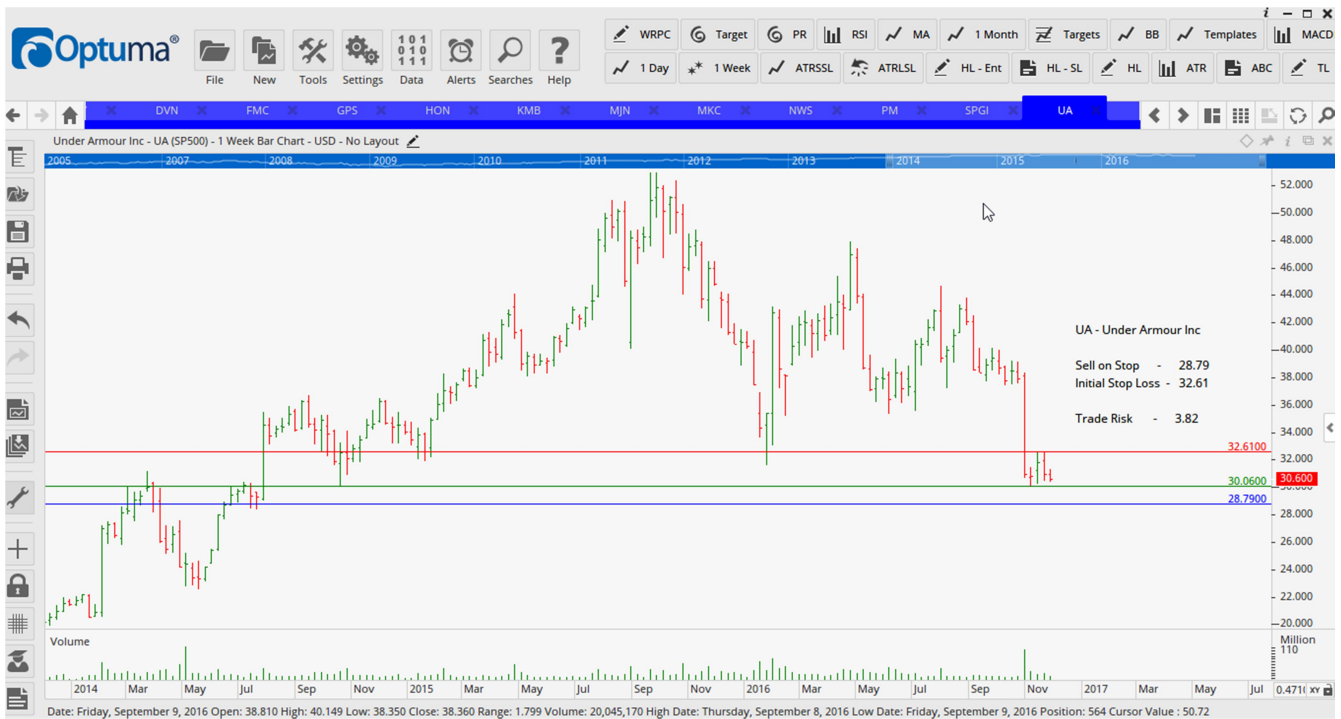 i
Optuma®
File New Tools Settings Data Alerts Searches Help
WRPC Target PR RSI MA 1 Month Targets BB Templates MACD
1 Day 1 Week ATRSSL ATRLSL HL - Ent HL - SL HL ATR ABC TL
DVN FMC GPS HON KMB MJN MKC NWS PM SPGI UA
Under Armour Inc - UA (SP500) - 1 Week Bar Chart - USD - No Layout
2005 2007 2008 2009 2010 2011 2012 2013 2014 2015 2016
52.000
50.000
48.000
46.000
44.000
42.000
40.000
38.000
36.000
34.000
32.000
30.600
28.000
26.000
24.000
22.000
20.000
UA - Under Armour Inc
Sell on Stop - 28.79
Initial Stop Loss - 32.61
Trade Risk - 3.82
32.6100
30.0600
28.7900
Volume
Million
110
2014 Mar May Jul Sep Nov 2015 Mar May Jul Sep Nov 2016 Mar May Jul Sep Nov 2017 Mar May Jul
XY
Date: Friday, September 9, 2016 Open: 38.810 High: 40.149 Low: 38.350 Close: 38.360 Range: 1.799 Volume: 20,045,170 High Date: Thursday, September 8, 2016 Low Date: Friday, September 9, 2016 Position: 564 Cursor Value : 50.72